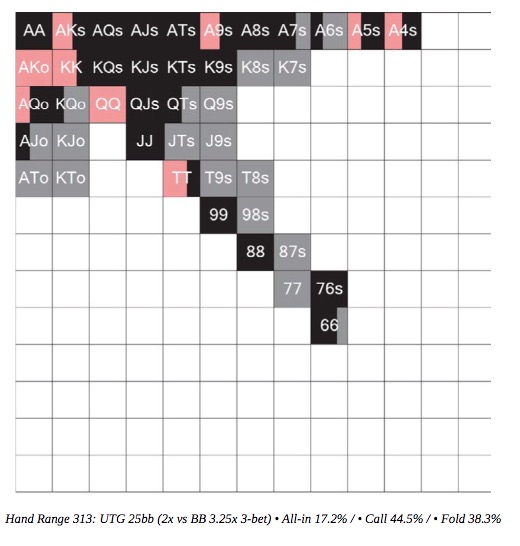 AA AKs AQs AJs ATs A9s A8s A7s A6s A5s A4s
AKo KK KQs KJs KTs K9s K8s K7s
AQo KQo QQ QJs QTs Q9s
AJo KJo JJ JTs J9s
ATo KTo TT T9s T8s
99 98s
88 87s
77 76s
66
Hand Range 313: UTG 25bb (2x vs BB 3.25x 3-bet) • All-in 17.2% / • Call 44.5% / • Fold 38.3%